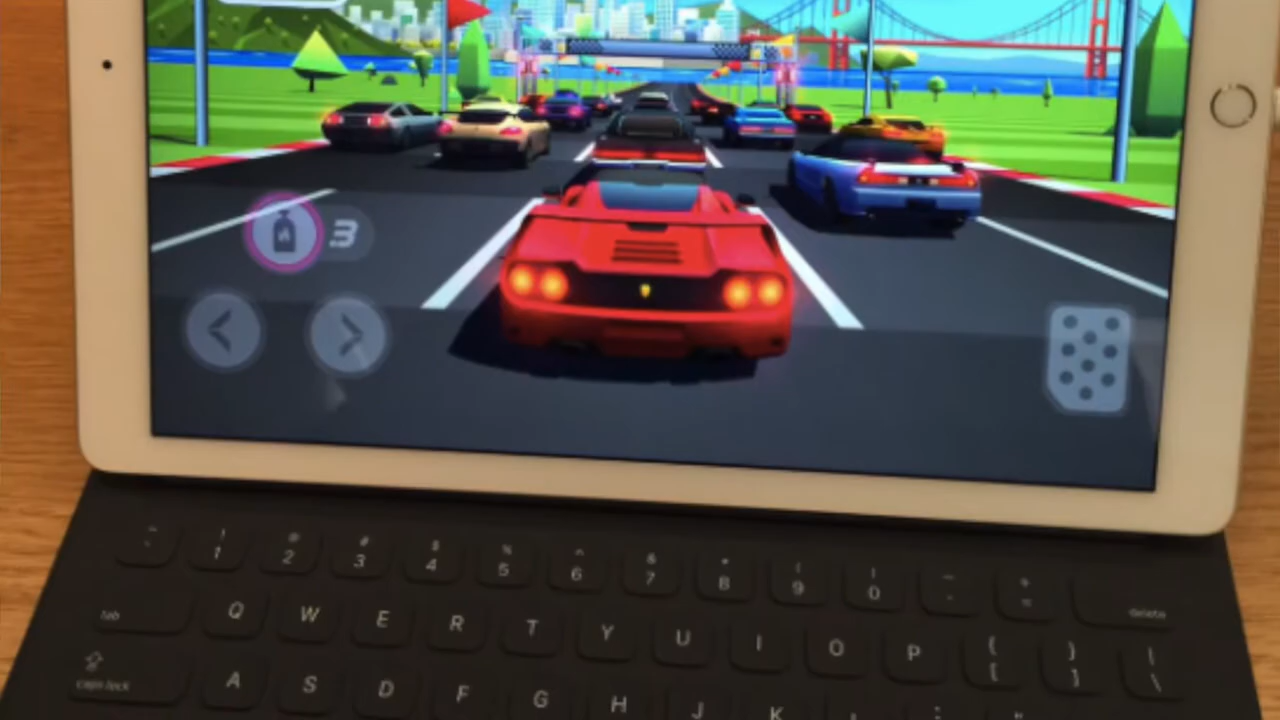 3
! @ # $ % ^ & * ( )
1 2 3 4 5 6 7 8 9 0
tab Q W E R T Y U I O P { } |
[ ] \
caps lock A S D F G H J K
delete